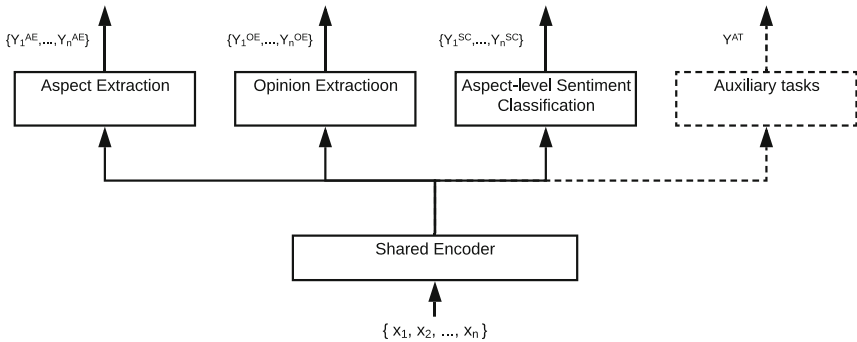 {Y₁ᴬᴱ,...,Yₙᴬᴱ} {Y₁ᴼᴱ,...,Yₙᴼᴱ} {Y₁ˢᶜ,...,Yₙˢᶜ} Yᴬᵀ
Aspect Extraction
Opinion Extractioon
Aspect-level Sentiment
Classification
Auxiliary tasks
Shared Encoder
{ x₁, x₂, ..., xₙ }